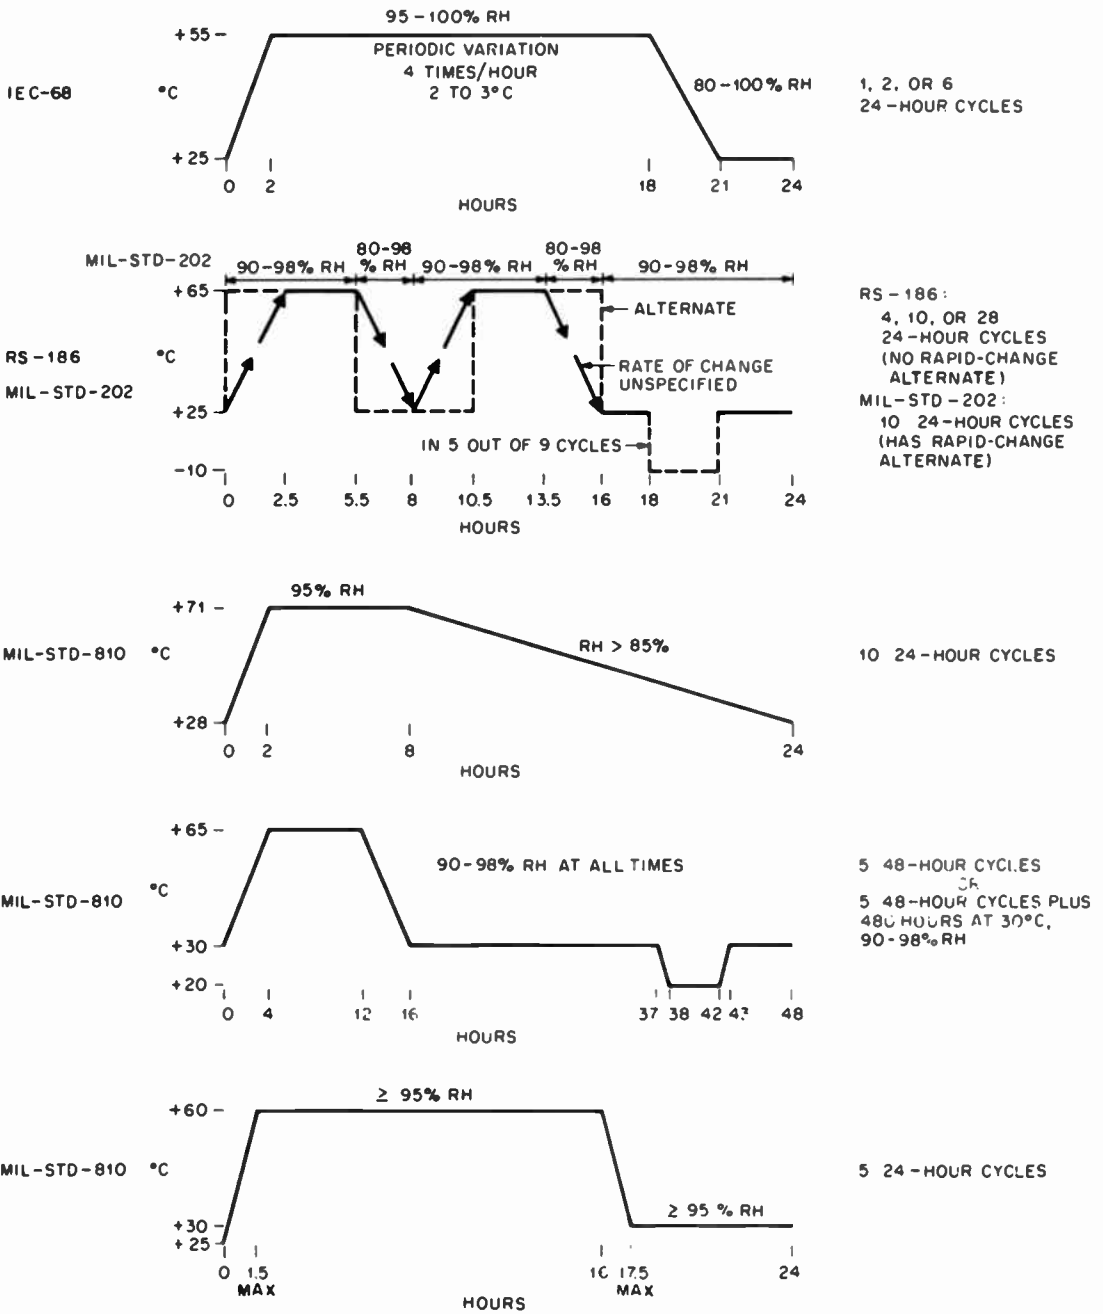 95-100% RH
+55
PERIODIC VARIATION
4 TIMES/HOUR
2 TO 3°C
IEC-68 °C
80-100% RH
1, 2, OR 6
24-HOUR CYCLES
+25
0 2 18 21 24
HOURS
MIL-STD-202
90-98% RH
80-98
% RH
90-98% RH
80-98
% RH
90-98% RH
+65
ALTERNATE
RS-186 °C
MIL-STD-202
RATE OF CHANGE
UNSPECIFIED
+25
IN 5 OUT OF 9 CYCLES
-10
0 2.5 5.5 8 10.5 13.5 16 18 21 24
HOURS
RS-186:
4, 10, OR 28
24-HOUR CYCLES
(NO RAPID-CHANGE
ALTERNATE)
MIL-STD-202:
10 24-HOUR CYCLES
(HAS RAPID-CHANGE
ALTERNATE)
95% RH
+71
MIL-STD-810 °C
RH > 85%
10 24-HOUR CYCLES
+28
0 2 8 24
HOURS
+65
90-98% RH AT ALL TIMES
MIL-STD-810 °C
5 48-HOUR CYCLES
OR
5 48-HOUR CYCLES PLUS
480 HOURS AT 30°C,
90-98% RH
+30
+20
0 4 12 16 37 38 42 43 48
HOURS
≥ 95% RH
+60
MIL-STD-810 °C
5 24-HOUR CYCLES
≥ 95 % RH
+30
+25
0 1.5 16 17.5 24
MAX MAX
HOURS